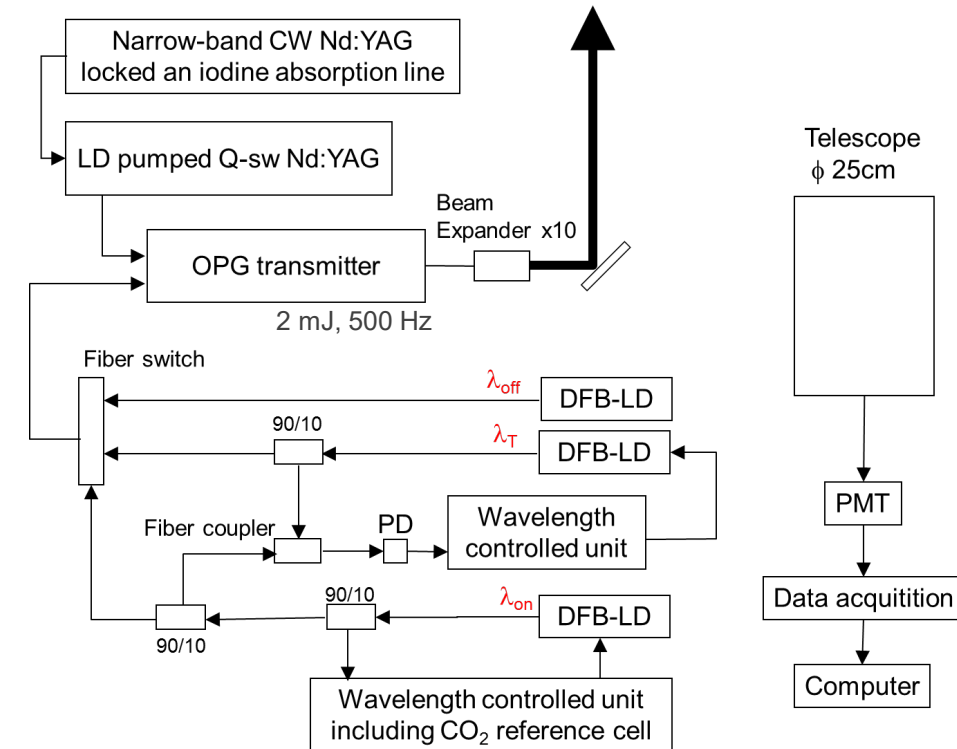 Narrow-band CW Nd:YAG
locked an iodine absorption line
LD pumped Q-sw Nd:YAG
Beam
Expander x10
OPG transmitter
2 mJ, 500 Hz
Telescope
ϕ 25cm
Fiber switch
λoff
DFB-LD
90/10
λT
DFB-LD
Fiber coupler
PD
Wavelength
controlled unit
PMT
90/10
λon
DFB-LD
90/10
Data acquitition
Wavelength controlled unit
including CO₂ reference cell
Computer